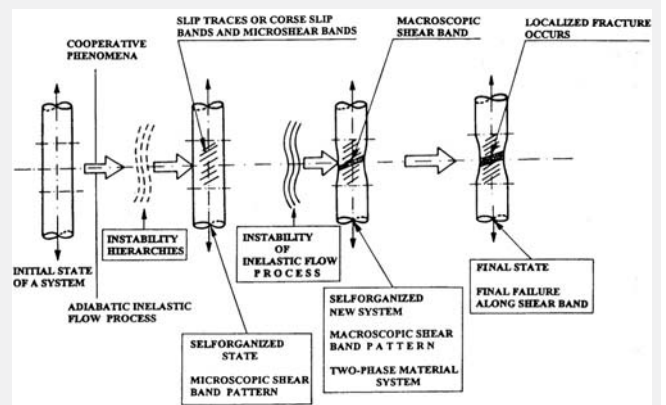 SLIP TRACES OR CORSE SLIP
BANDS AND MICROSHEAR BANDS
MACROSCOPIC
SHEAR BAND
LOCALIZED FRACTURE
OCCURS
COOPERATIVE
PHENOMENA
INSTABILITY
HIERARCHIES
INSTABILITY
OF
INELASTIC FLOW
PROCESS
INITIAL STATE
OF A SYSTEM
ADIABATIC INELASTIC
FLOW PROCESS
SELFORGANIZED
STATE
MICROSCOPIC SHEAR
BAND PATTERN
SELFORGANIZED
NEW SYSTEM
MACROSCOPIC SHEAR
BAND PATTERN
TWO-PHASE MATERIAL
SYSTEM
FINAL STATE
FINAL FAILURE
ALONG SHEAR BAND